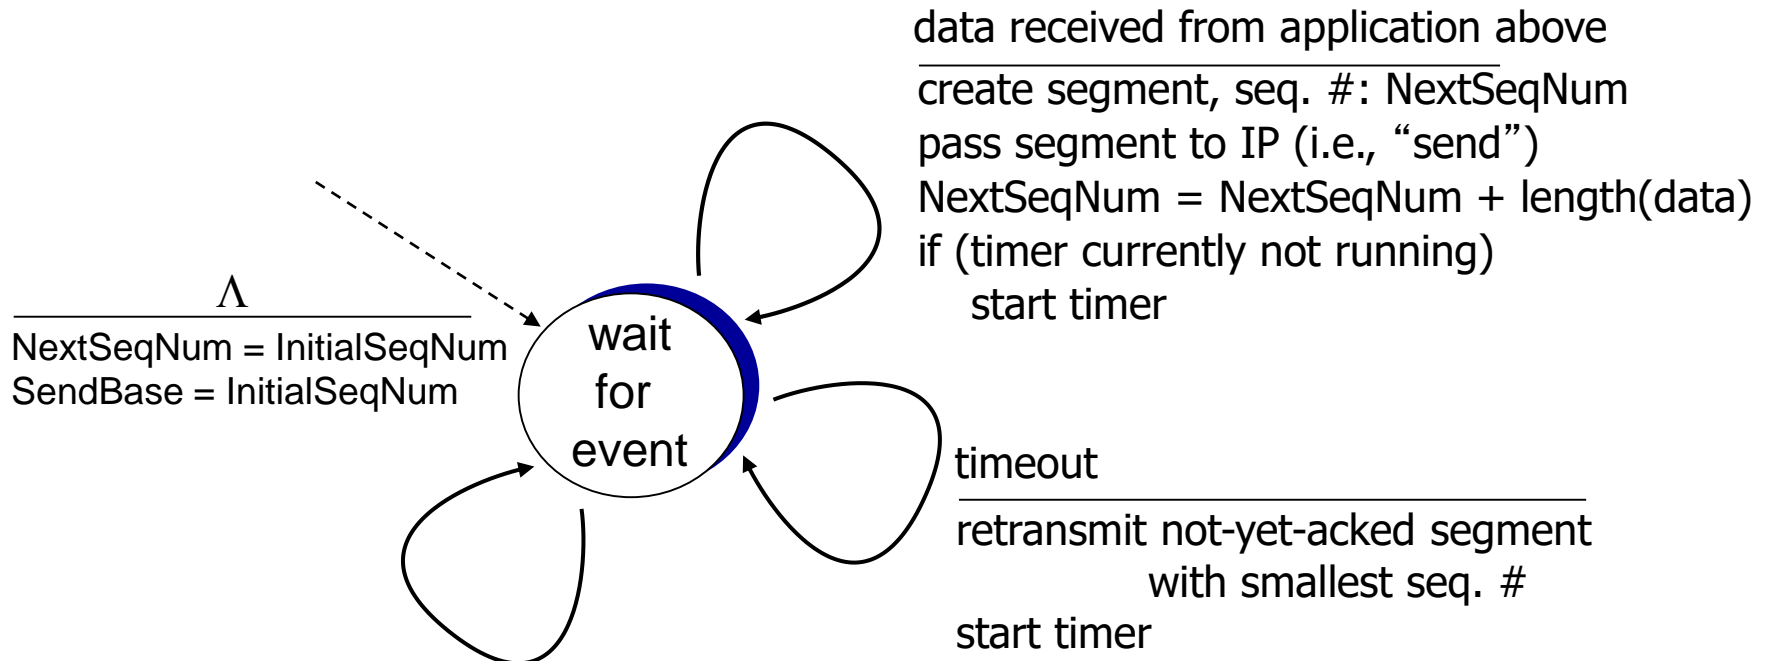 data received from application above
create segment, seq. #: NextSeqNum
pass segment to IP (i.e., “send”)
NextSeqNum = NextSeqNum + length(data)
if (timer currently not running)
start timer
Λ
NextSeqNum = InitialSeqNum
SendBase = InitialSeqNum
wait
for
event
timeout
retransmit not-yet-acked segment
with smallest seq. #
start timer